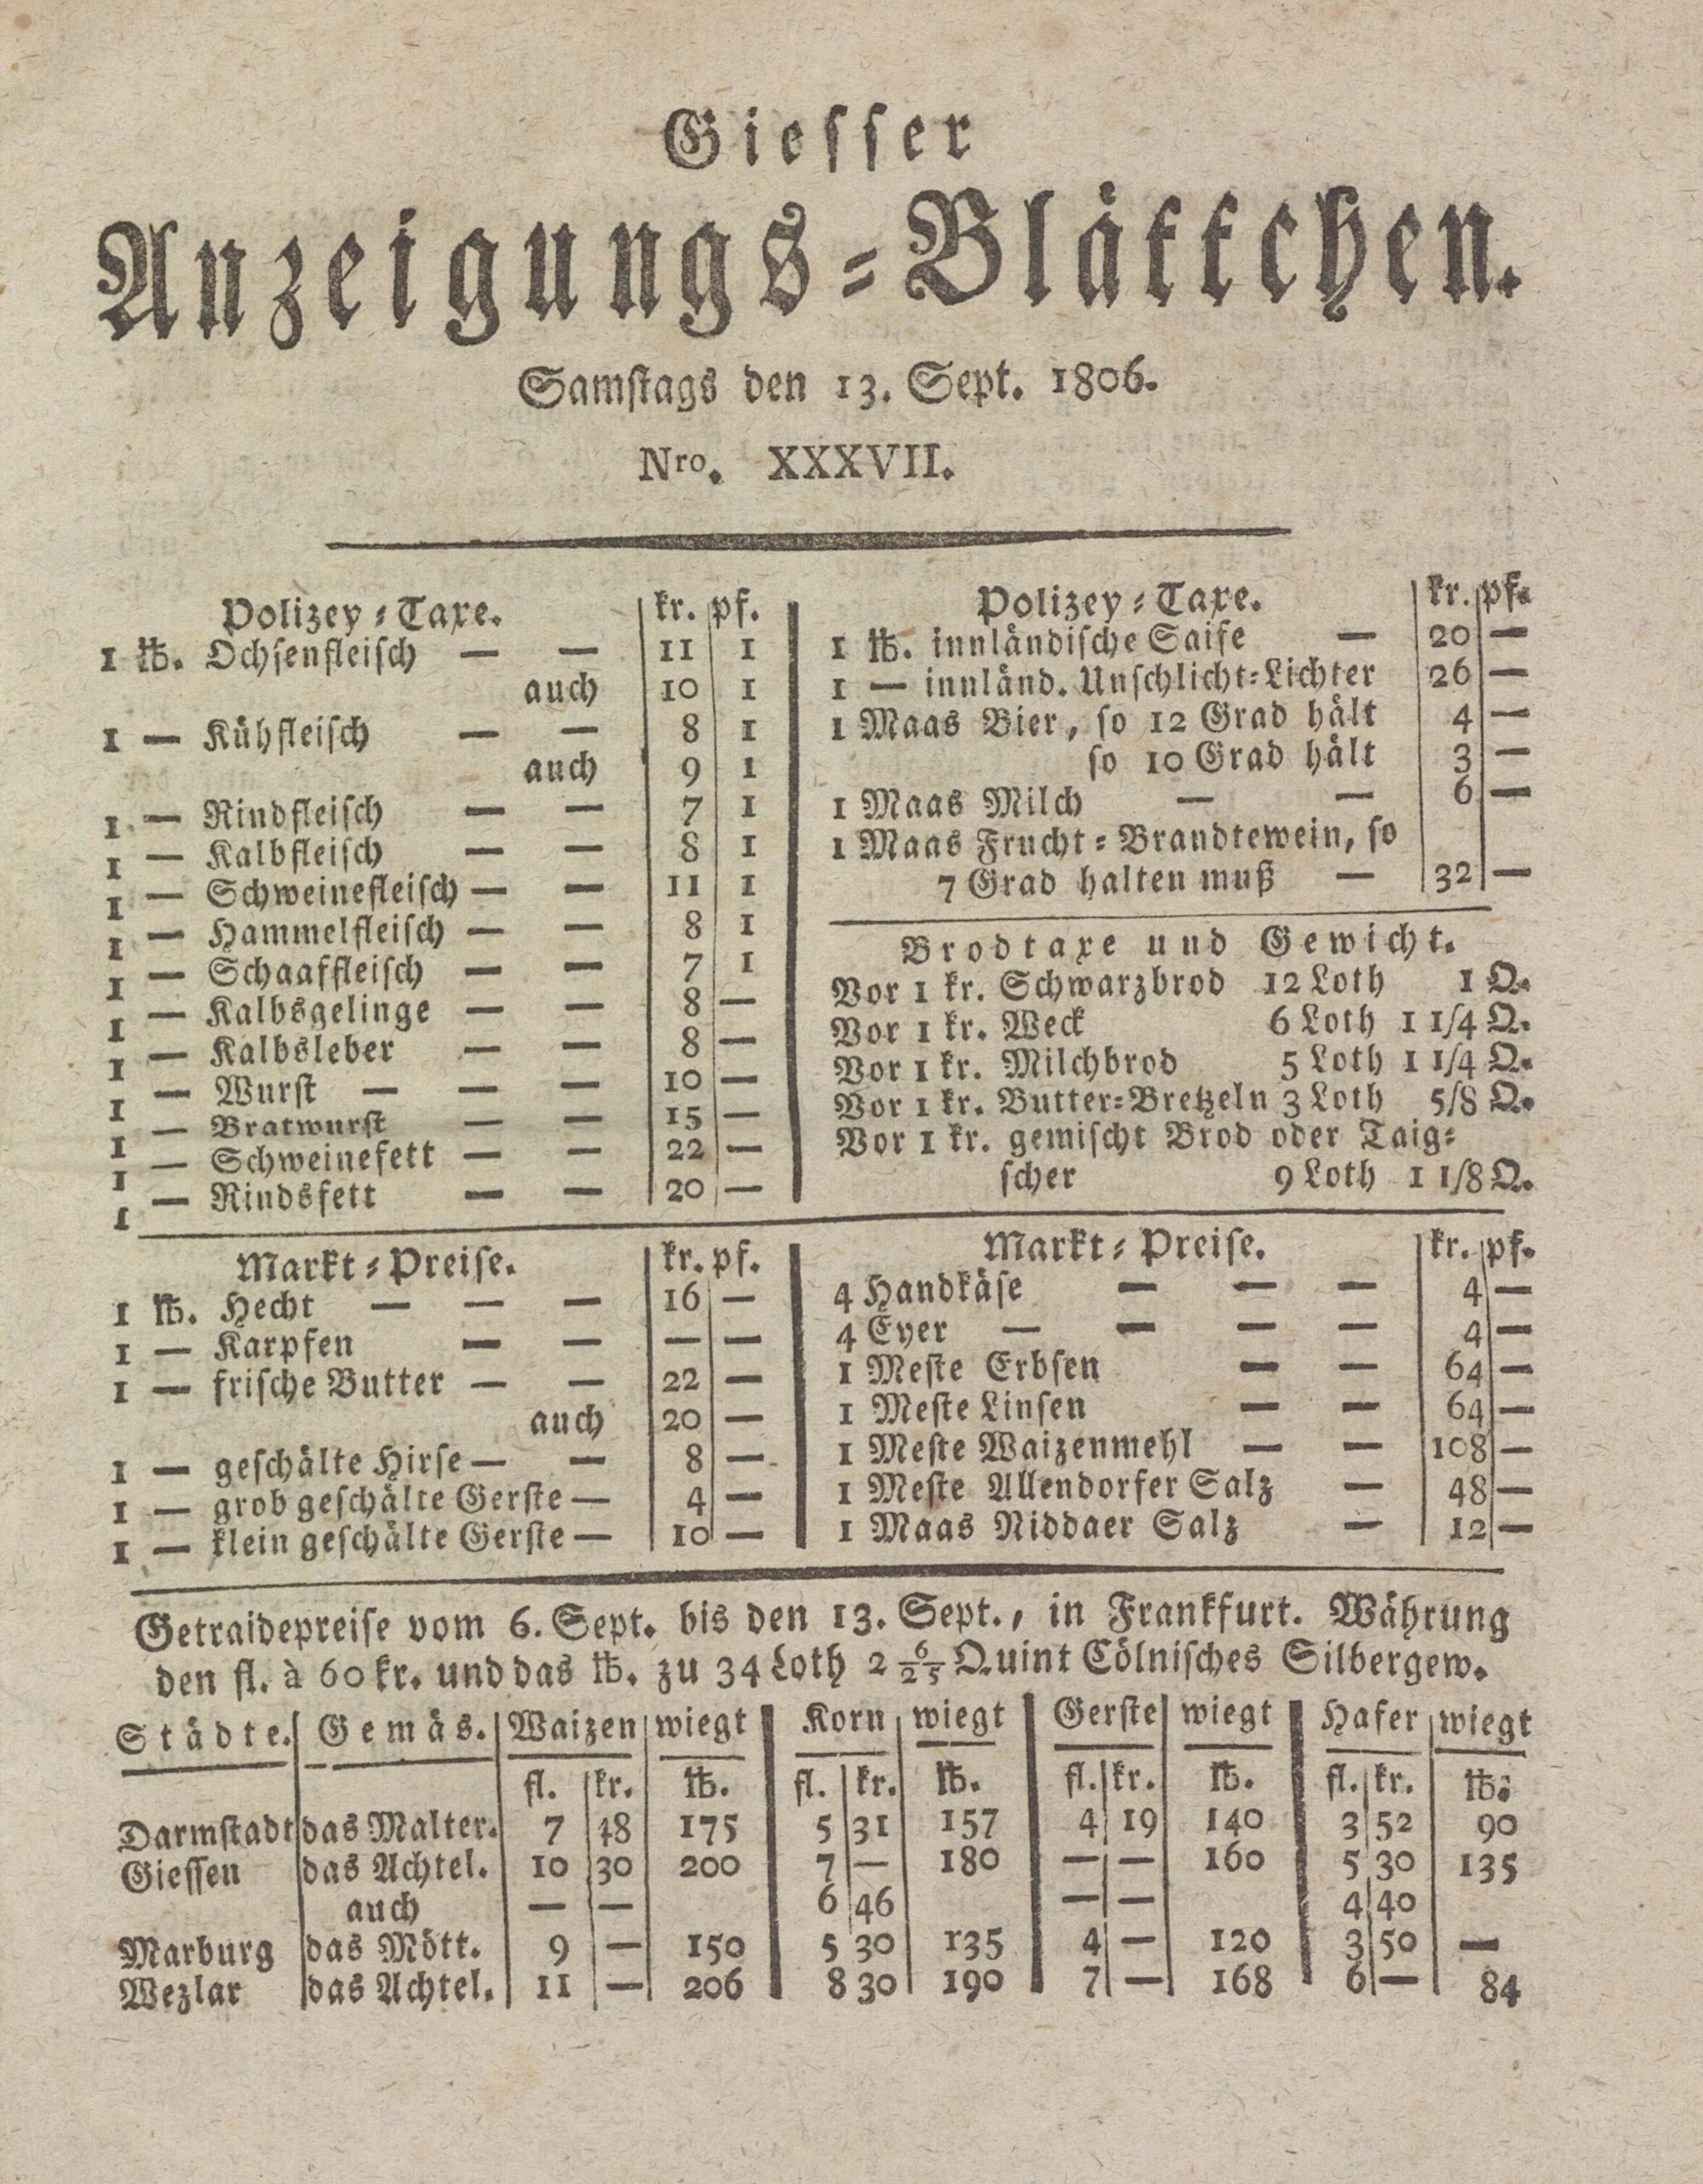 Giesser
Anzeigungs-Blättchen.
Samstags den 13. Sept. 1806.
Nro. XXXVII.
Polizey-Taxe. kr. pf.
1 ℔. Ochsenfleisch — — 11 1
auch 10 1
1 — Kühfleisch — — 8 1
auch 9 1
1 — Rindfleisch — — 7 1
1 — Kalbfleisch — — 8 1
1 — Schweinefleisch — — 11 1
1 — Hammelfleisch — — 8 1
1 — Schaaffleisch — — 7 1
1 — Kalbsgelinge — — 8 —
1 — Kalbsleber — — 8 —
1 — Wurst — — — 10 —
1 — Bratwurst — — 15 —
1 — Schweinefett — — 22 —
1 — Rindsfett — — 20 —
Polizey-Taxe. kr. pf.
1 ℔. innländische Saife — 20 —
1 — innländ. Unschlicht-Lichter 26 —
1 Maas Bier, so 12 Grad hält 4 —
so 10 Grad hält 3 —
1 Maas Milch — — 6 —
1 Maas Frucht-Brandtewein, so
7 Grad halten muß — 32 —
Brodtaxe und Gewicht.
Vor 1 kr. Schwarzbrod 12 Loth 1 Q.
Vor 1 kr. Weck 6 Loth 1 1/4 Q.
Vor 1 kr. Milchbrod 5 Loth 1 1/4 Q.
Vor 1 kr. Butter-Bretzeln 3 Loth 5/8 Q.
Vor 1 kr. gemischt Brod oder Taig-
scher 9 Loth 1 1/8 Q.
Markt-Preise. kr. pf.
1 ℔. Hecht — — — 16 —
1 — Karpfen — — — —
1 — frische Butter — — 22 —
auch 20 —
1 — geschälte Hirse — — 8 —
1 — grob geschälte Gerste — 4 —
1 — klein geschälte Gerste — 10 —
Markt-Preise. kr. pf.
4 Handkäse — — — 4 —
4 Eyer — — — — 4 —
1 Meste Erbsen — — 64 —
1 Meste Linsen — — 64 —
1 Meste Waizenmehl — — 108 —
1 Meste Allendorfer Salz — 48 —
1 Maas Niddaer Salz — 12 —
Getraidepreise vom 6. Sept. bis den 13. Sept., in Frankfurt. Währung
den fl. à 60 kr. und das ℔. zu 34 Loth 2 6/25 Quint Cölnisches Silbergew.
Städte. Gemäs. Waizen wiegt Korn wiegt Gerste wiegt Hafer wiegt
fl. kr. ℔. fl. kr. ℔. fl. kr. ℔. fl. kr. ℔.
Darmstadt das Malter. 7 48 175 5 31 157 4 19 140 3 52 90
Giessen das Achtel. 10 30 200 7 — 180 — — 160 5 30 135
auch — — 6 46 — — 4 40
Marburg das Mött. 9 — 150 5 30 135 4 — 120 3 50 —
Wezlar das Achtel. 11 — 206 8 30 190 7 — 168 6 — 84